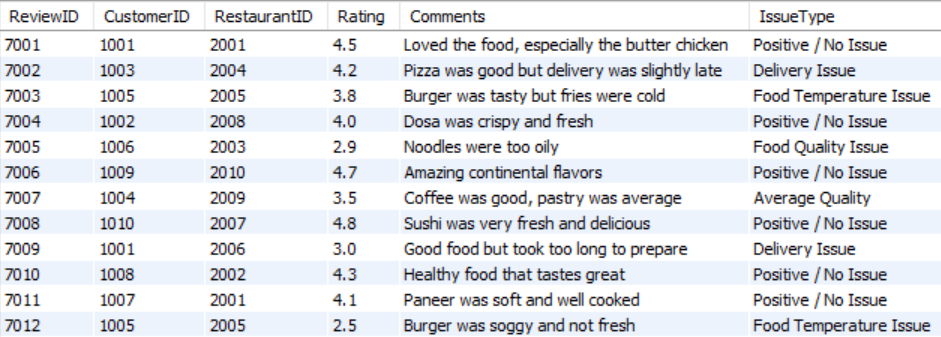 ReviewID CustomerID RestaurantID Rating Comments IssueType
7001 1001 2001 4.5 Loved the food, especially the butter chicken Positive / No Issue
7002 1003 2004 4.2 Pizza was good but delivery was slightly late Delivery Issue
7003 1005 2005 3.8 Burger was tasty but fries were cold Food Temperature Issue
7004 1002 2008 4.0 Dosa was crispy and fresh Positive / No Issue
7005 1006 2003 2.9 Noodles were too oily Food Quality Issue
7006 1009 2010 4.7 Amazing continental flavors Positive / No Issue
7007 1004 2009 3.5 Coffee was good, pastry was average Average Quality
7008 1010 2007 4.8 Sushi was very fresh and delicious Positive / No Issue
7009 1001 2006 3.0 Good food but took too long to prepare Delivery Issue
7010 1008 2002 4.3 Healthy food that tastes great Positive / No Issue
7011 1007 2001 4.1 Paneer was soft and well cooked Positive / No Issue
7012 1005 2005 2.5 Burger was soggy and not fresh Food Temperature Issue